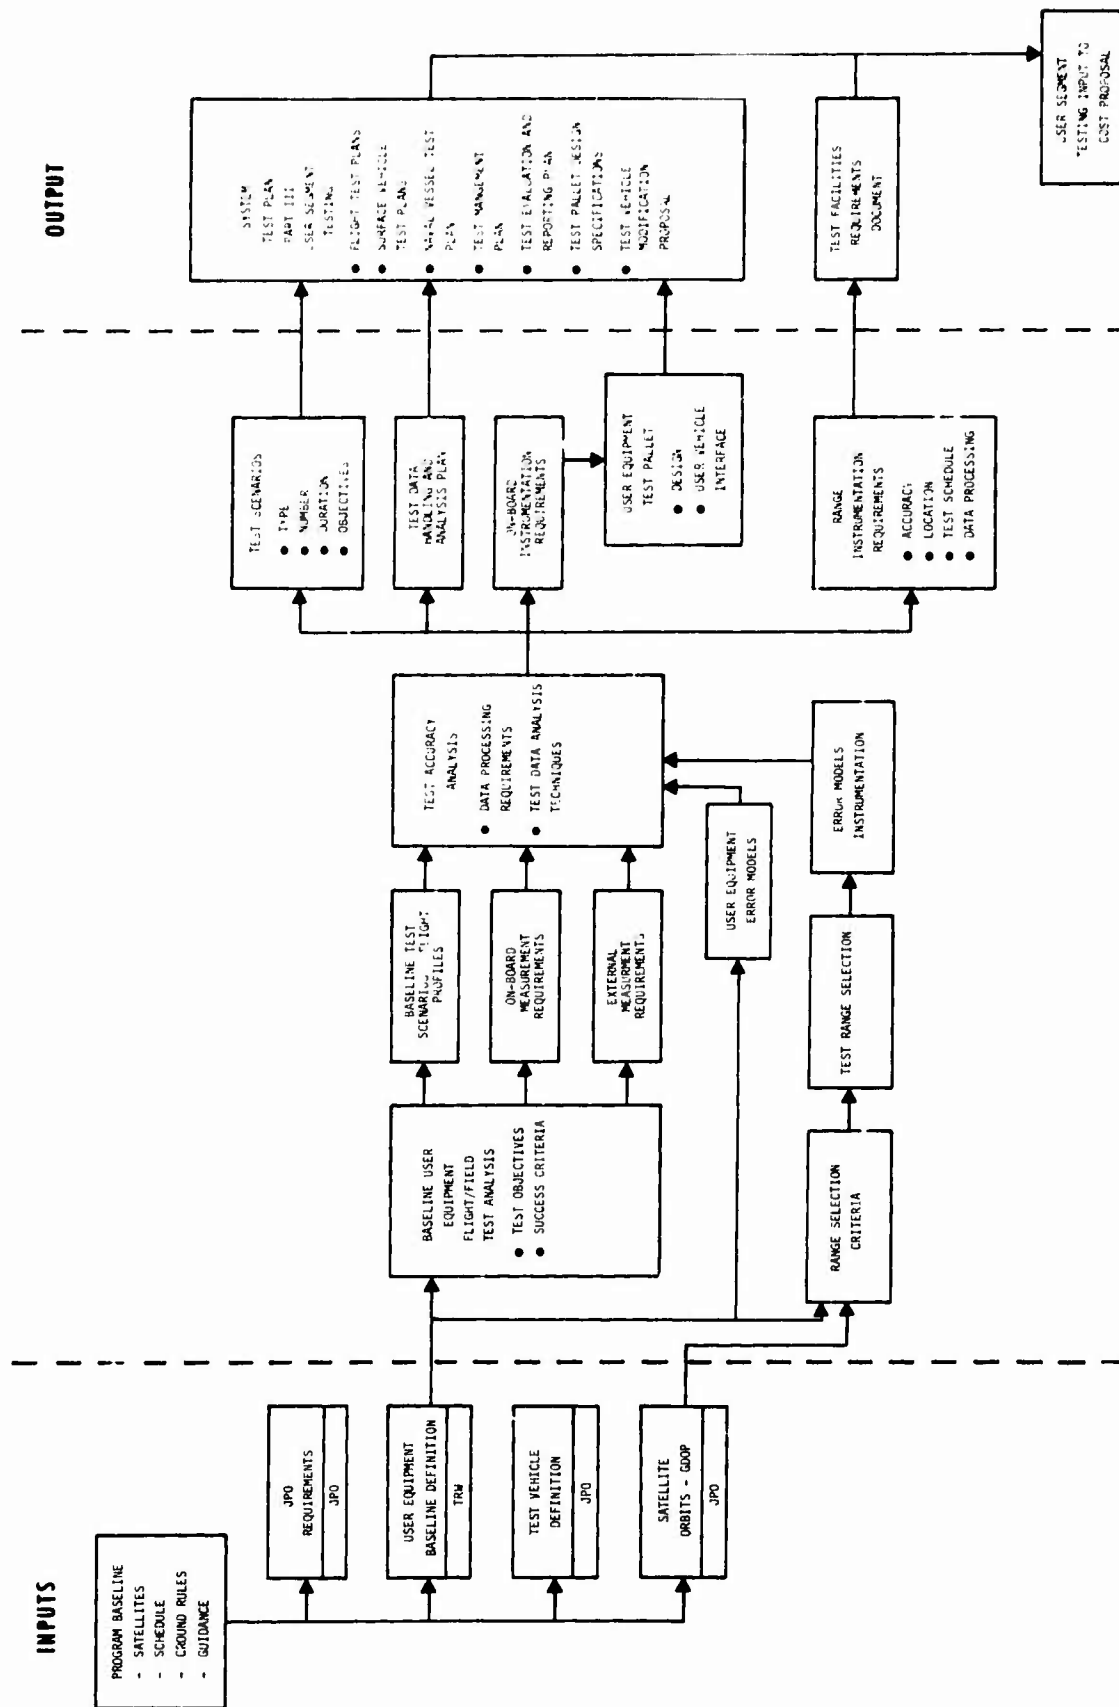 INPUTS
PROGRAM BASELINE
- SATELLITES
- SCHEDULE
- GROUND RULES
- GUIDANCE
JPO
REQUIREMENTS
JPO
USER EQUIPMENT
BASELINE DEFINITION
TRW
TEST VEHICLE
DEFINITION
JPO
SATELLITE
ORBITS - GDOP
JPO
BASELINE USER
EQUIPMENT
FLIGHT/FIELD
TEST ANALYSIS
● TEST OBJECTIVES
● SUCCESS CRITERIA
RANGE SELECTION
CRITERIA
BASELINE TEST
SCENARIOS FLIGHT
PROFILES
ON-BOARD
MEASUREMENT
REQUIREMENTS
EXTERNAL
MEASURMENT
REQUIREMENTS
TEST RANGE SELECTION
USER EQUIPMENT
ERROR MODELS
ERROR MODELS
INSTRUMENTATION
TEST ACCURACY
ANALYSIS
● DATA PROCESSING
REQUIREMENTS
● TEST DATA ANALYSIS
TECHNIQUES
TEST SCENARIOS
● TYPE
● NUMBER
● DURATION
● OBJECTIVES
TEST DATA
HANDLING AND
ANALYSIS PLAN
ON-BOARD
INSTRUMENTATION
REQUIREMENTS
USER EQUIPMENT
TEST PALLET
● DESIGN
● USER VEHICLE
INTERFACE
RANGE
INSTRUMENTATION
REQUIREMENTS
● ACCURACY
● LOCATION
● TEST SCHEDULE
● DATA PROCESSING
OUTPUT
SYSTEM
TEST PLAN
PART III
USER SEGMENT
TESTING
● FLIGHT TEST PLANS
● SURFACE VEHICLE
TEST PLANS
● NAVAL VESSEL TEST
PLAN
● TEST MANAGEMENT
PLAN
● TEST EVALUATION AND
REPORTING PLAN
● TEST PALLET DESIGN
SPECIFICATIONS
● TEST VEHICLE
MODIFICATION
PROPOSAL
TEST FACILITIES
REQUIREMENTS
DOCUMENT
USER SEGMENT
TESTING INPUT TO
COST PROPOSAL